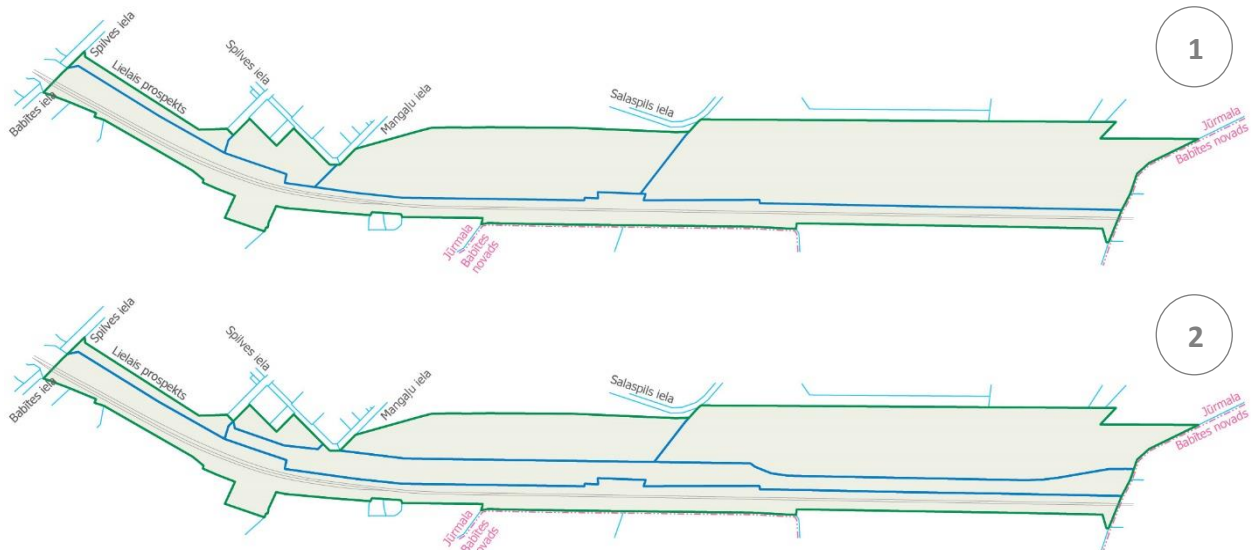 1
Spilves iela
Lielais prospekts
Babītes iela
Spilves iela
Mangaļu iela
Salaspils iela
Jūrmala
Babītes novads
Jūrmala
Babītes
novads
2
Spilves iela
Lielais prospekts
Babītes iela
Spilves iela
Mangaļu iela
Salaspils iela
Jūrmala
Babītes novads
Jūrmala
Babītes
novads